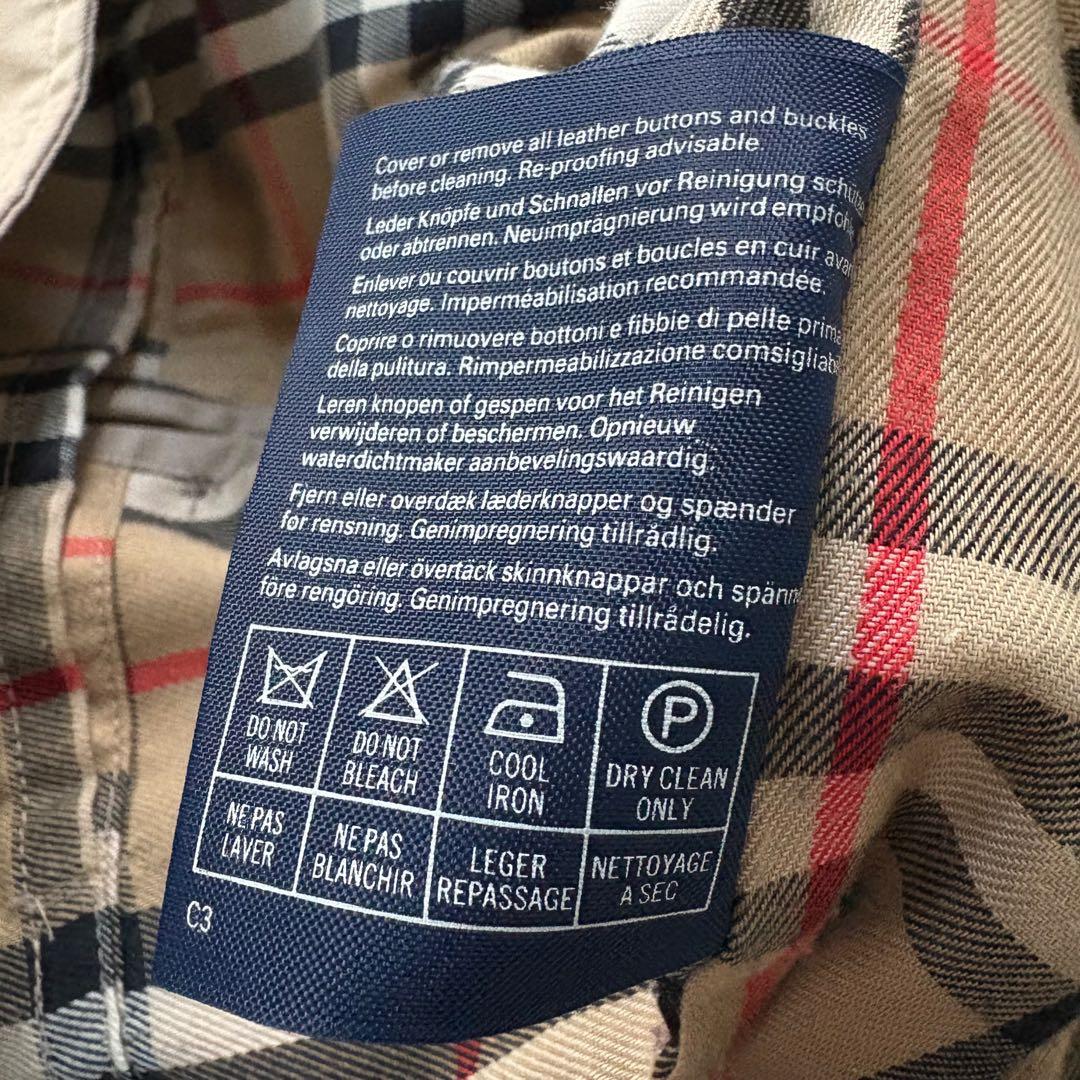 Cover or remove all leather buttons and buckles
before cleaning. Re-proofing advisable
Leder Knöpfe und Schnallen vor Reinigung
oder abtrennen. Neuimprägnierung wird
Enlever ou couvrir boutons et boucles en cuir
nettoyage. Imperméabilisation recommandée.
Coprire o rimuovere bottoni e fibbie di pelle prima
della pulitura. Rimpermeabilizzazione
Leren knopen of gespen voor het Reinigen
verwijderen of beschermen. Opnieuw
waterdichtmaker aanbevelingswaardig.
Fjern eller overdæk læderknapper og spænder
før rensning. Genimpregnering tillrådlig.
Avlagsna eller övertäck skinnknappar och
före rengöring. Genimpregnering tillrådelig.
DO NOT
WASH
DO NOT
BLEACH
COOL
IRON
P
DRY CLEAN
ONLY
NE PAS
LAVER
NE PAS
BLANCHIR
LEGER
REPASSAGE
NETTOYAGE
A SEC
C3